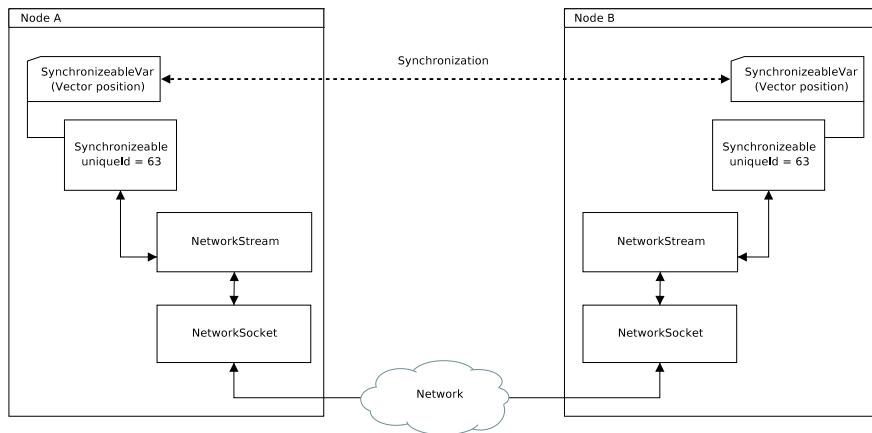 Node A
Node B
Synchronization
SynchronizeableVar
(Vector position)
SynchronizeableVar
(Vector position)
Synchronizeable
uniqueId = 63
Synchronizeable
uniqueId = 63
NetworkStream
NetworkStream
NetworkSocket
NetworkSocket
Network